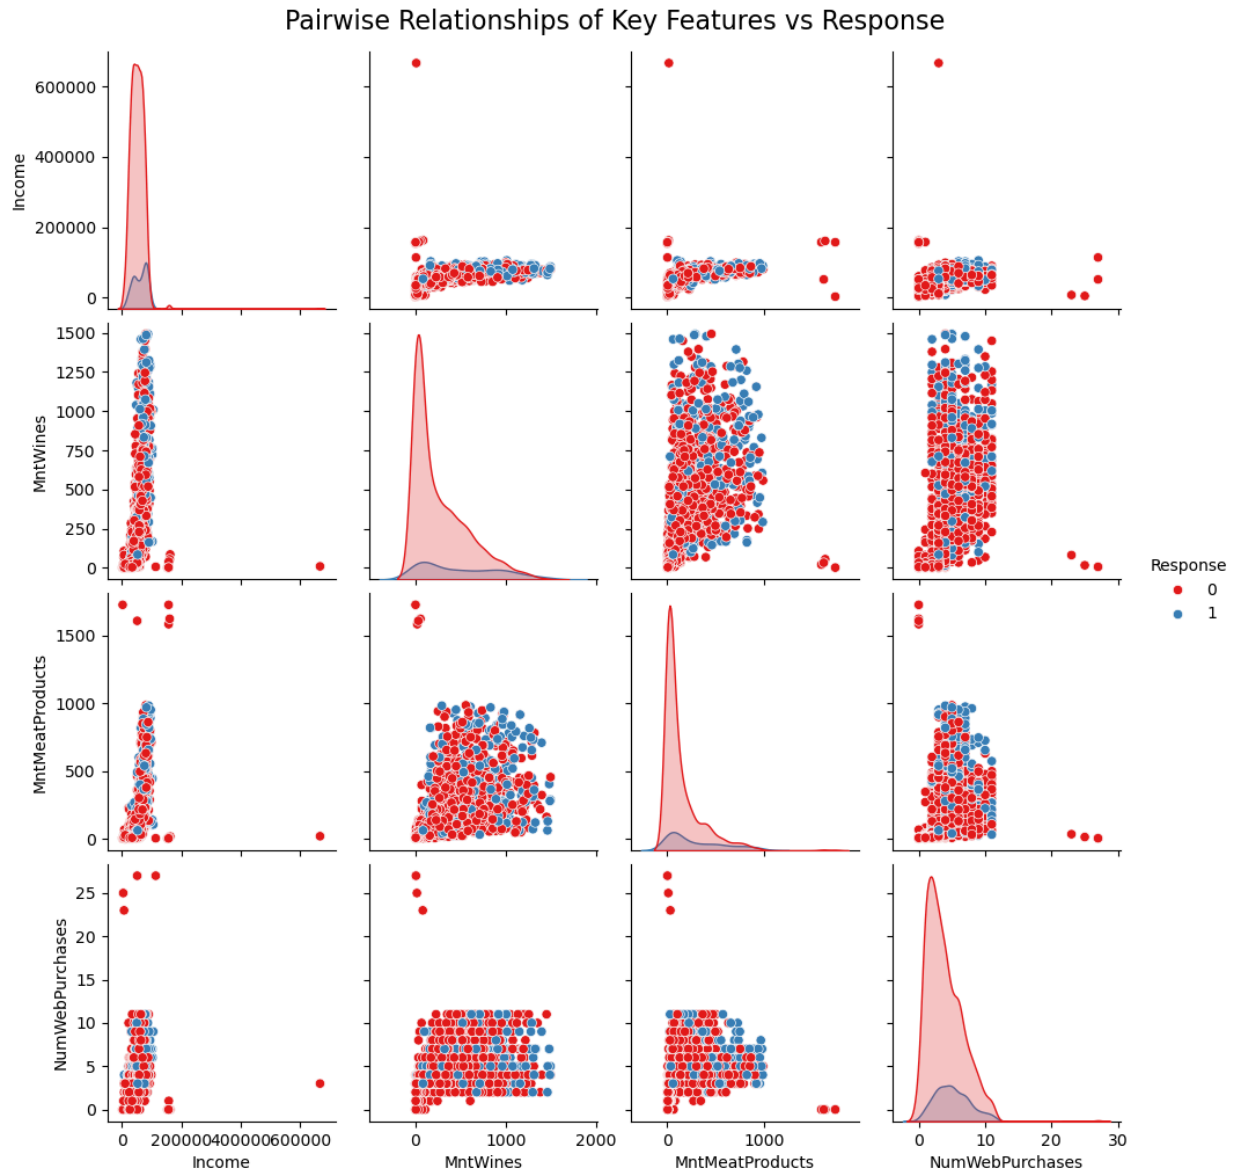 Pairwise Relationships of Key Features vs Response
600000
400000
200000
0
Income
1500
1250
1000
750
500
250
0
MntWines
Response
0
1
1500
1000
500
0
MntMeatProducts
25
20
15
10
5
0
NumWebPurchases
0 200000 400000 600000
0 1000 2000
0 1000
0 10 20 30
Income MntWines MntMeatProducts NumWebPurchases